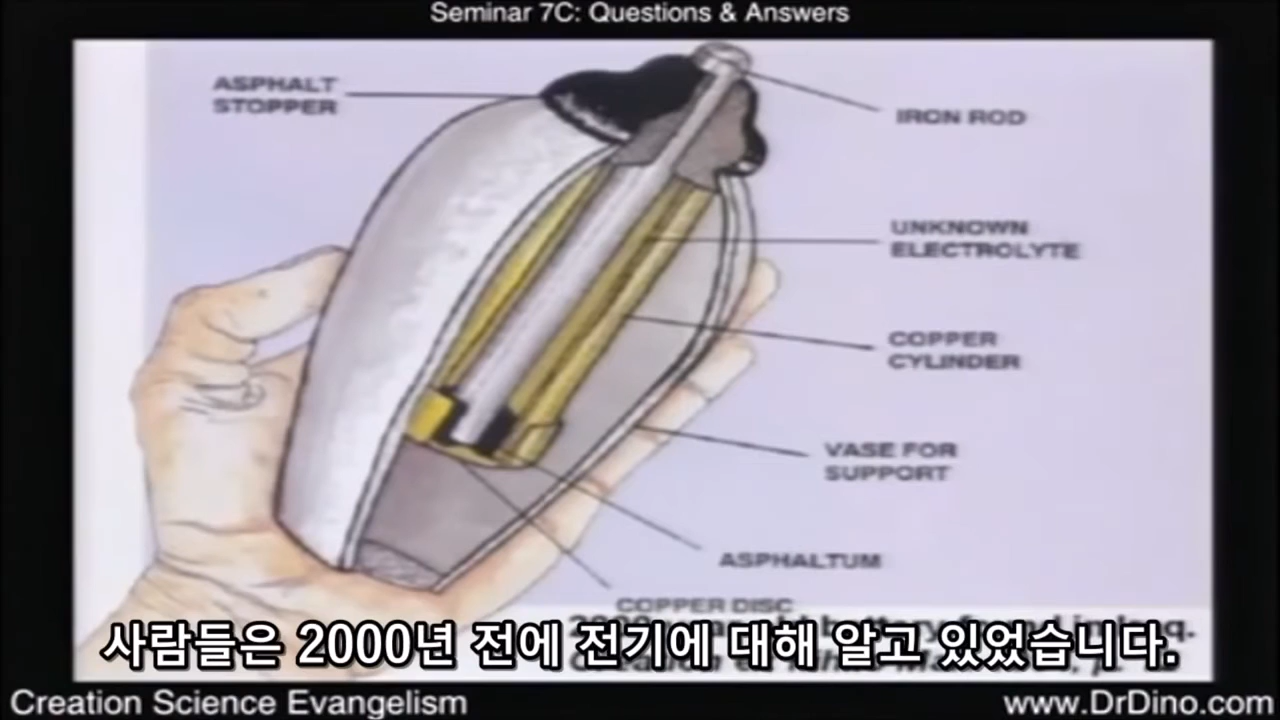 Seminar 7C: Questions & Answers
ASPHALT
STOPPER
IRON ROD
UNKNOWN
ELECTROLYTE
COPPER
CYLINDER
VASE FOR
SUPPORT
ASPHALTUM
COPPER DISC
사람들은 2000년 전에 전기에 대해 알고 있었습니다.
Creation Science Evangelism
www.DrDino.com